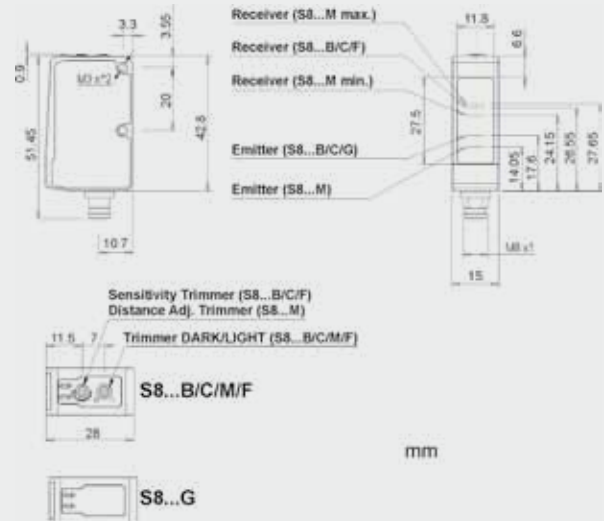 3.3
3.55
0.9
M3 x*2
20
51.45
42.8
10.7
Receiver (S8...M max.)
Receiver (S8...B/C/F)
Receiver (S8...M min.)
Emitter (S8...B/C/G)
Emitter (S8...M)
11.8
6.6
27.5
14.05
17.6
24.15
26.55
27.65
M8 x1
15
Sensitivity Trimmer (S8...B/C/F)
Distance Adj. Trimmer (S8...M)
11.5
7
Trimmer DARK/LIGHT (S8...B/C/M/F)
S8...B/C/M/F
28
mm
S8...G